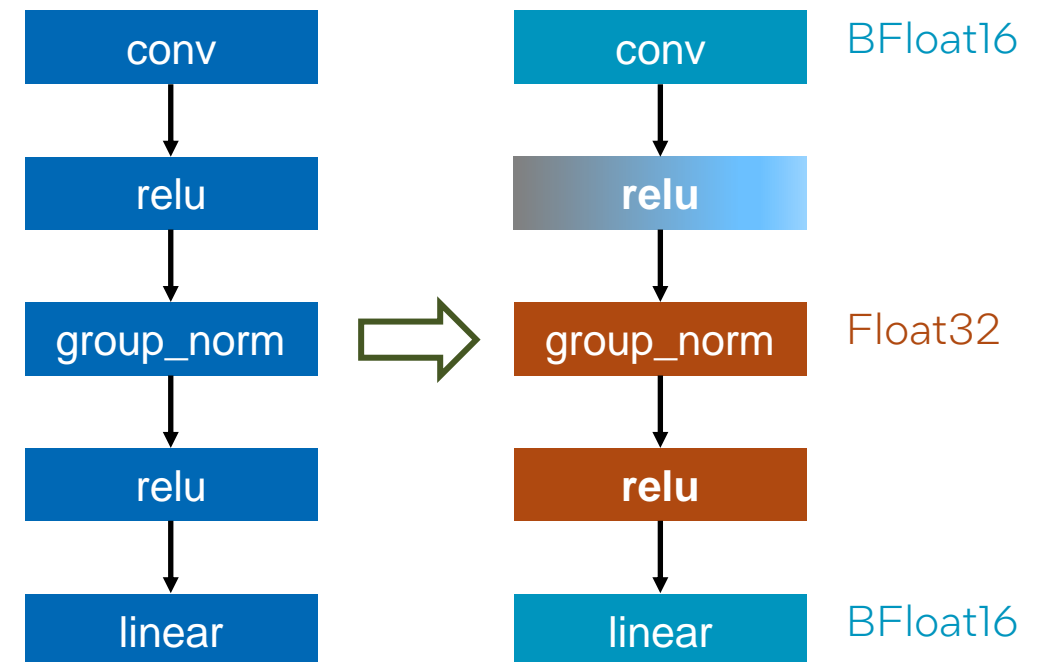 conv
conv
BFloat16
relu
relu
group_norm
group_norm
Float32
relu
relu
linear
linear
BFloat16